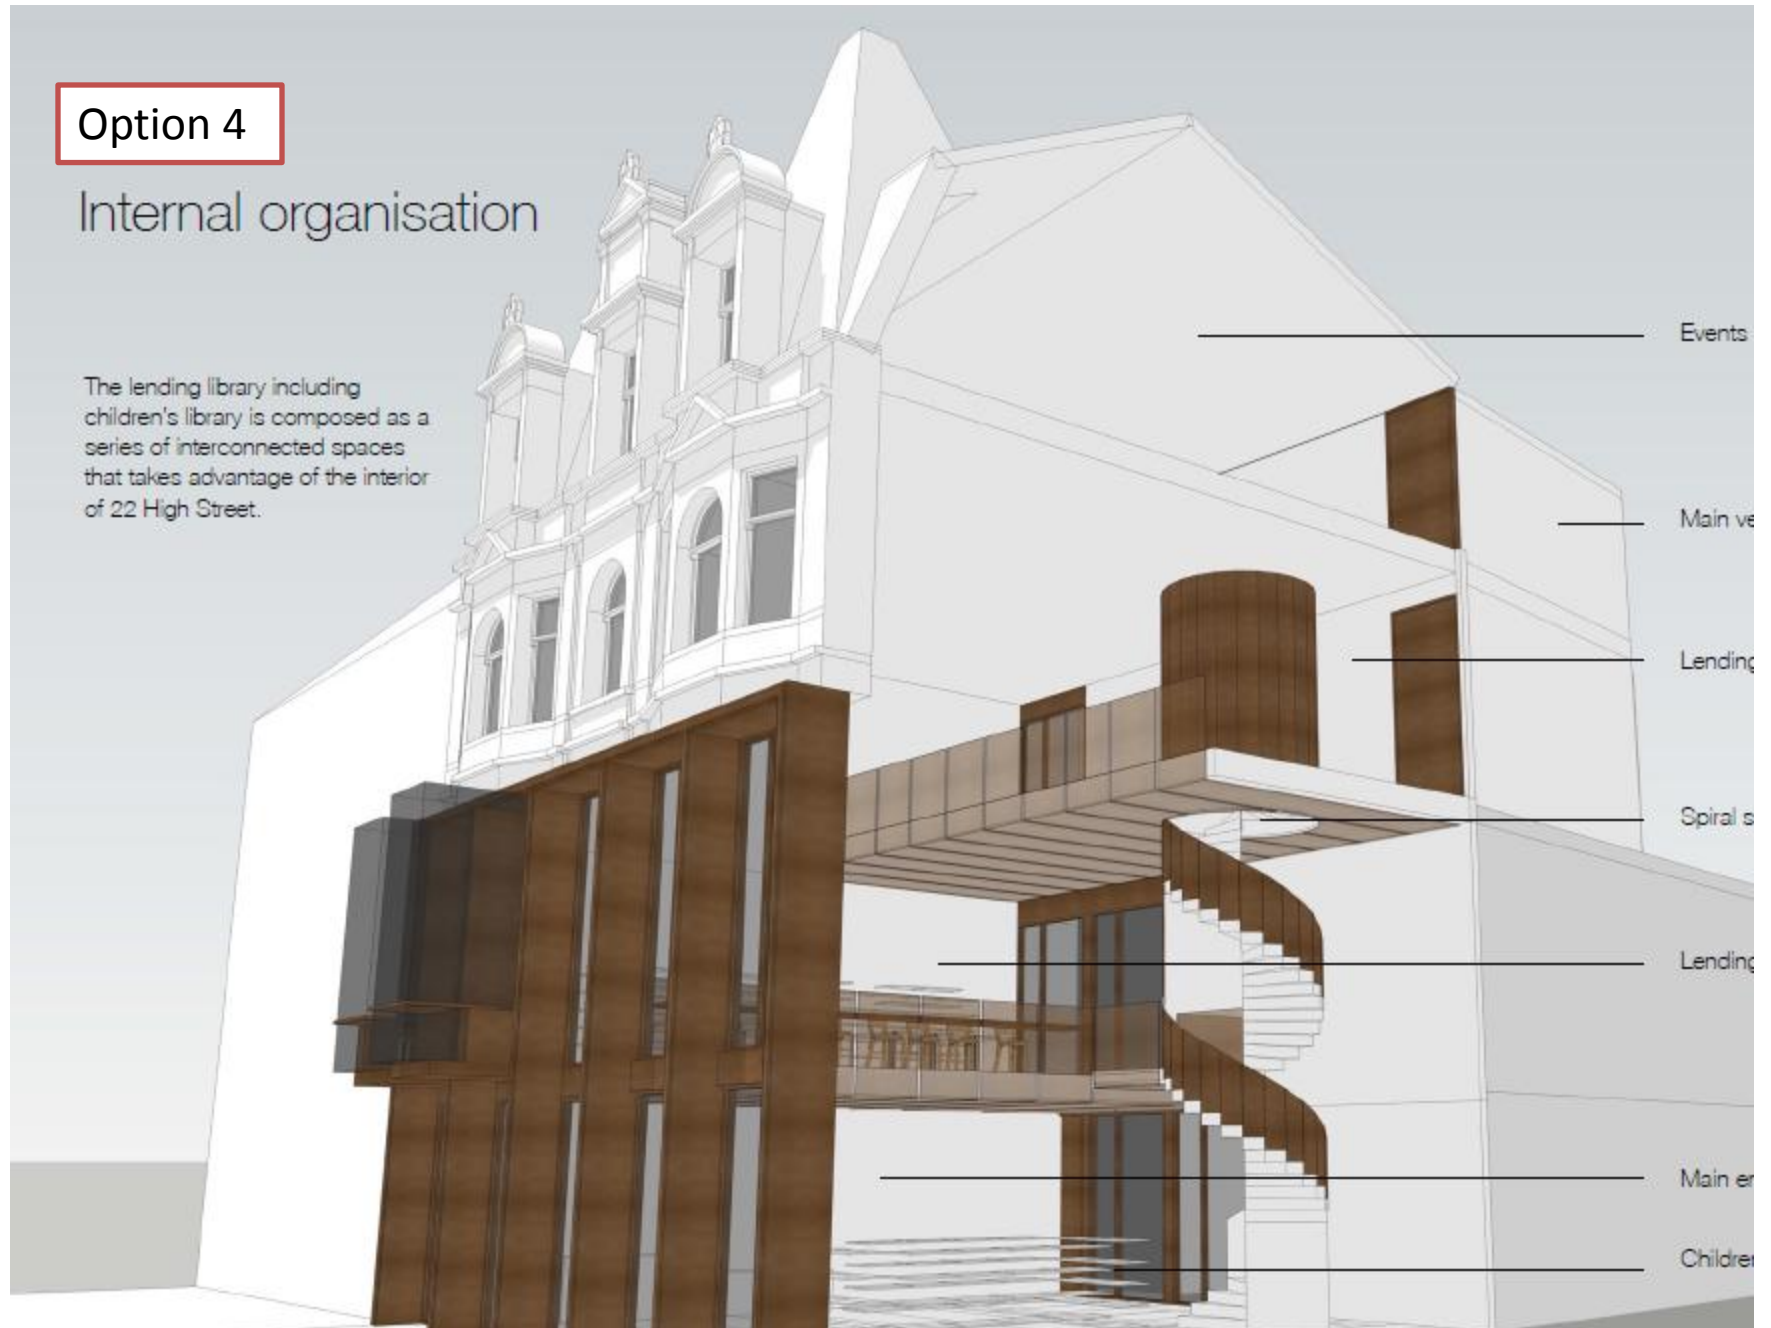 Option 4
Internal organisation
The lending library including
children's library is composed as a
series of interconnected spaces
that takes advantage of the interior
of 22 High Street.
Events
Main ve
Lending
Spiral s
Lending
Main en
Children